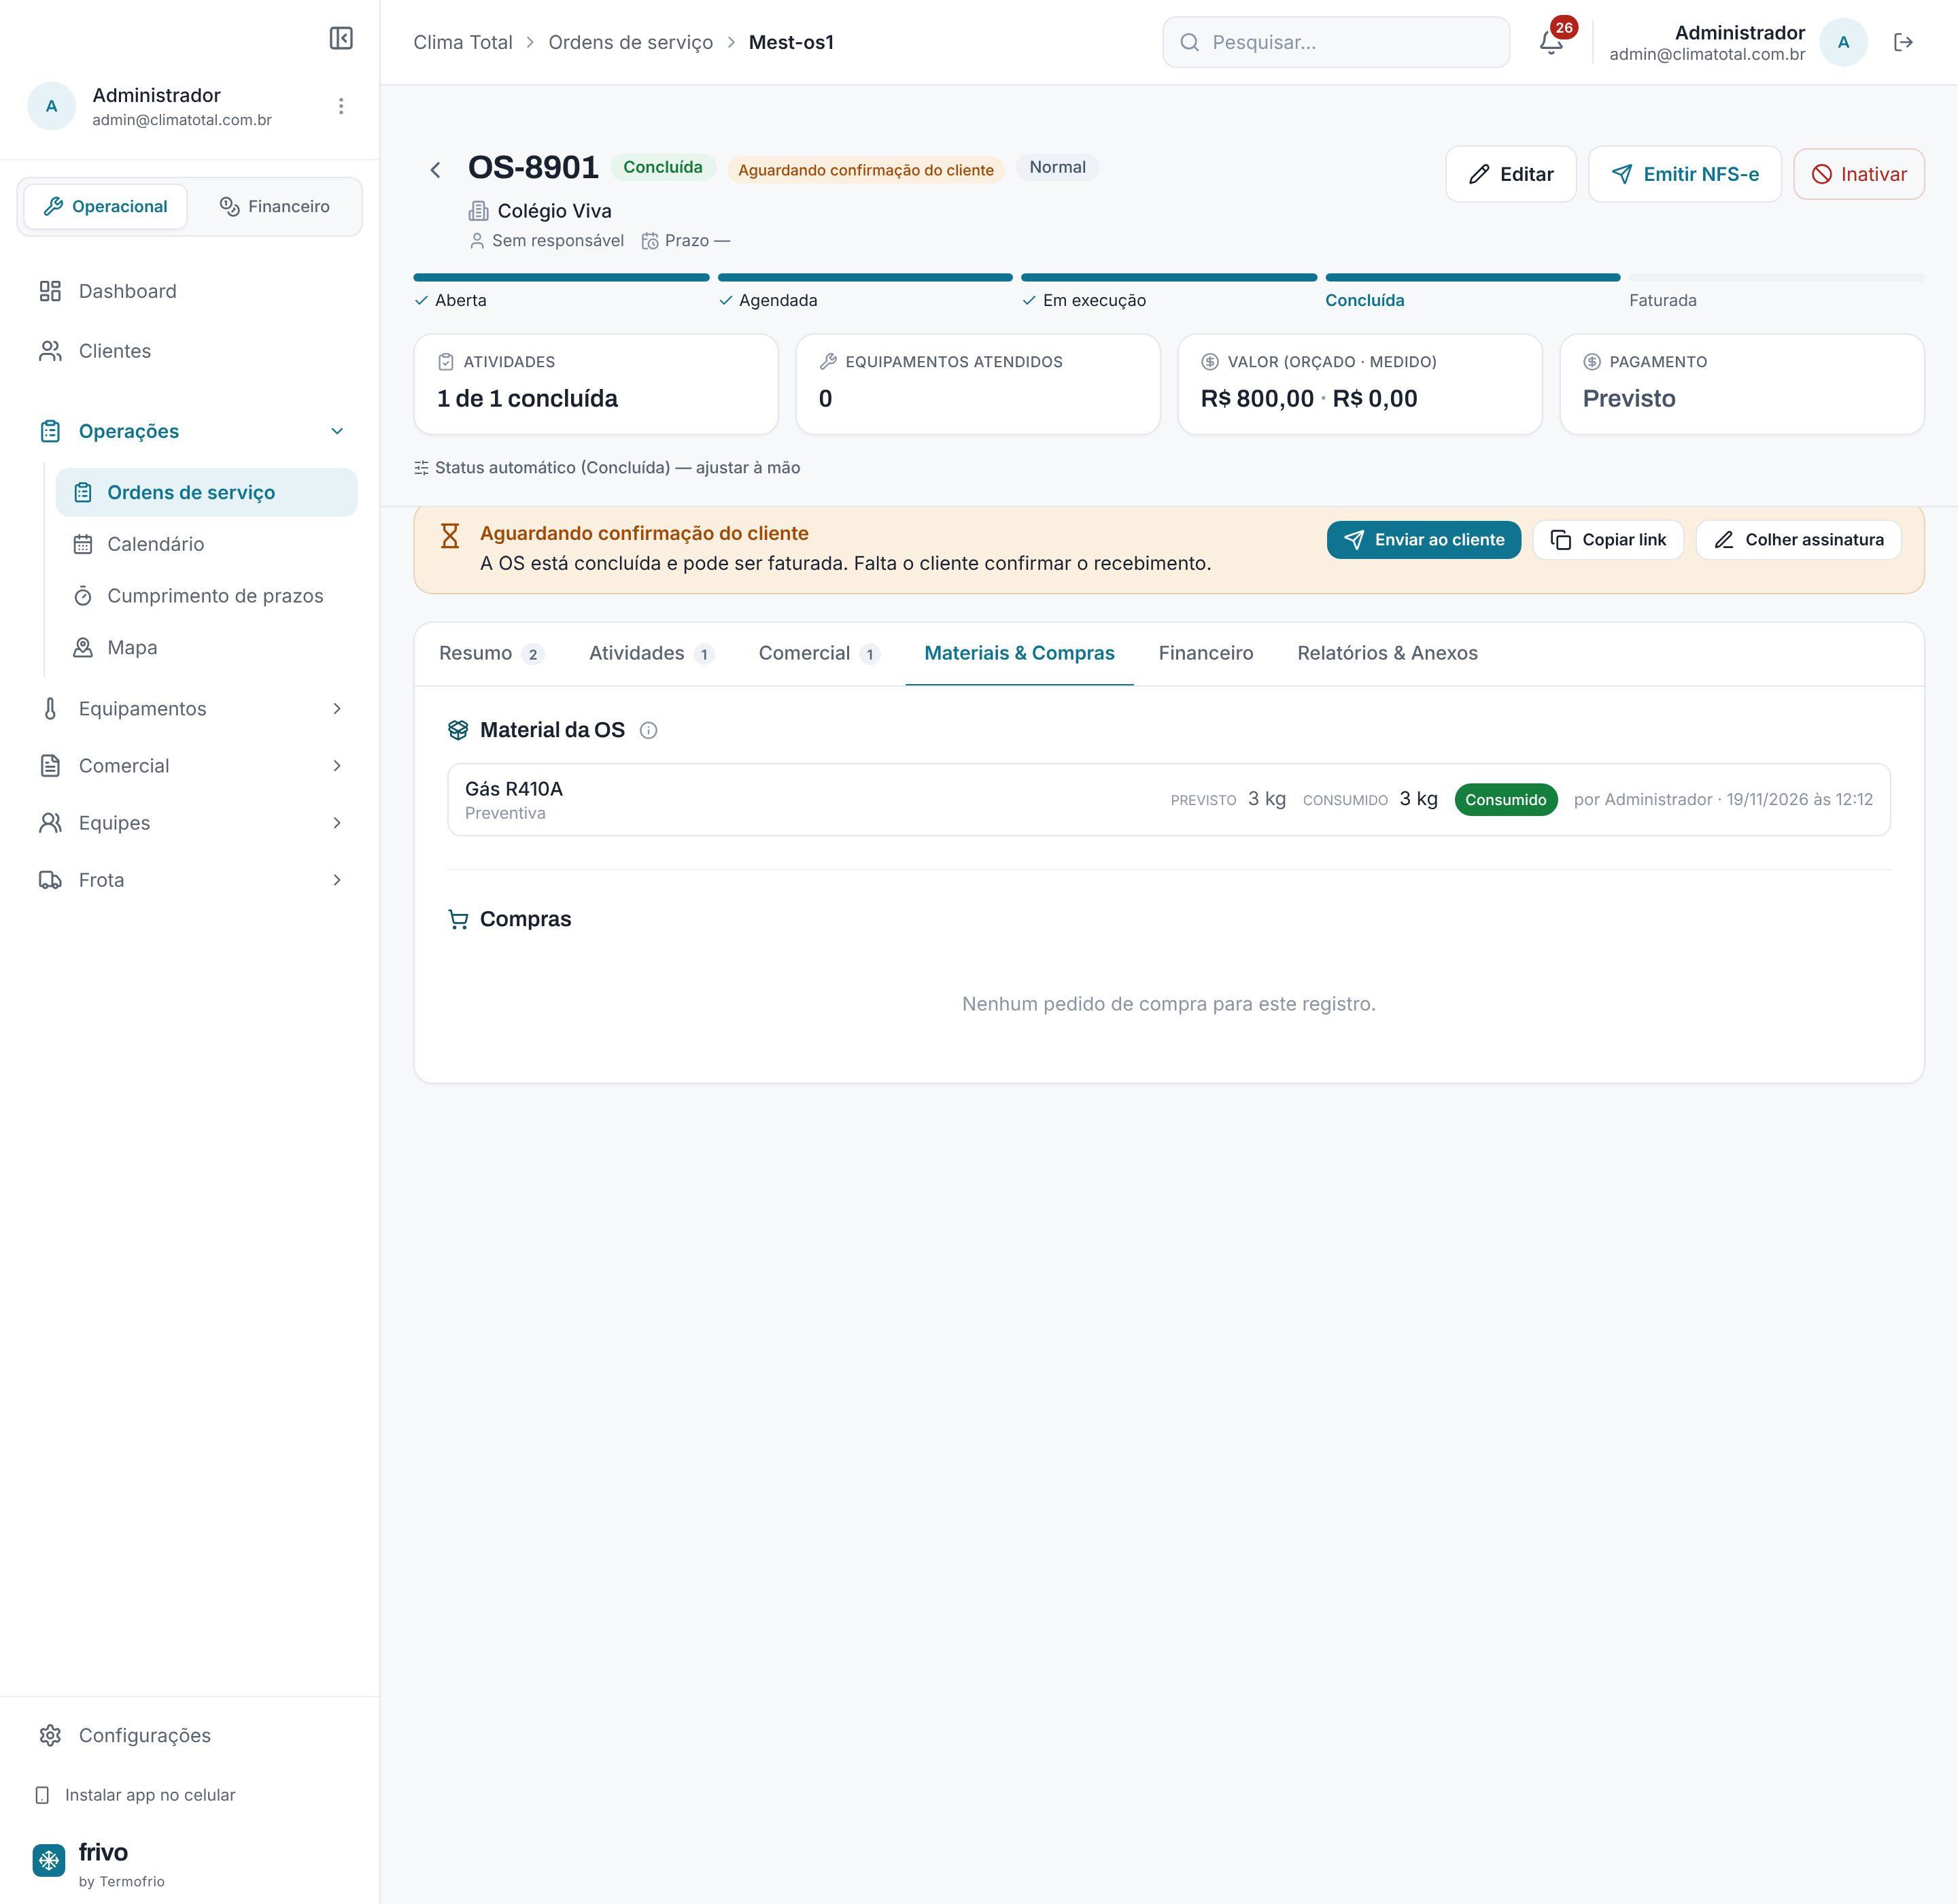 Clima Total > Ordens de serviço > Mest-os1
Pesquisar...
26
Administrador
admin@climatotal.com.br
A
A
Administrador
admin@climatotal.com.br
Operacional
Financeiro
Dashboard
Clientes
Operações
Ordens de serviço
Calendário
Cumprimento de prazos
Mapa
Equipamentos
Comercial
Equipes
Frota
Configurações
Instalar app no celular
frivo
by Termofrio
OS-8901 Concluída Aguardando confirmação do cliente Normal
Colégio Viva
Sem responsável Prazo —
Editar
Emitir NFS-e
Inativar
Aberta
Agendada
Em execução
Concluída
Faturada
ATIVIDADES
1 de 1 concluída
EQUIPAMENTOS ATENDIDOS
0
VALOR (ORÇADO · MEDIDO)
R$ 800,00 · R$ 0,00
PAGAMENTO
Previsto
Status automático (Concluída) — ajustar à mão
Aguardando confirmação do cliente
A OS está concluída e pode ser faturada. Falta o cliente confirmar o recebimento.
Enviar ao cliente
Copiar link
Colher assinatura
Resumo 2
Atividades 1
Comercial 1
Materiais & Compras
Financeiro
Relatórios & Anexos
Material da OS
Gás R410A
Preventiva
PREVISTO 3 kg CONSUMIDO 3 kg Consumido por Administrador · 19/11/2026 às 12:12
Compras
Nenhum pedido de compra para este registro.